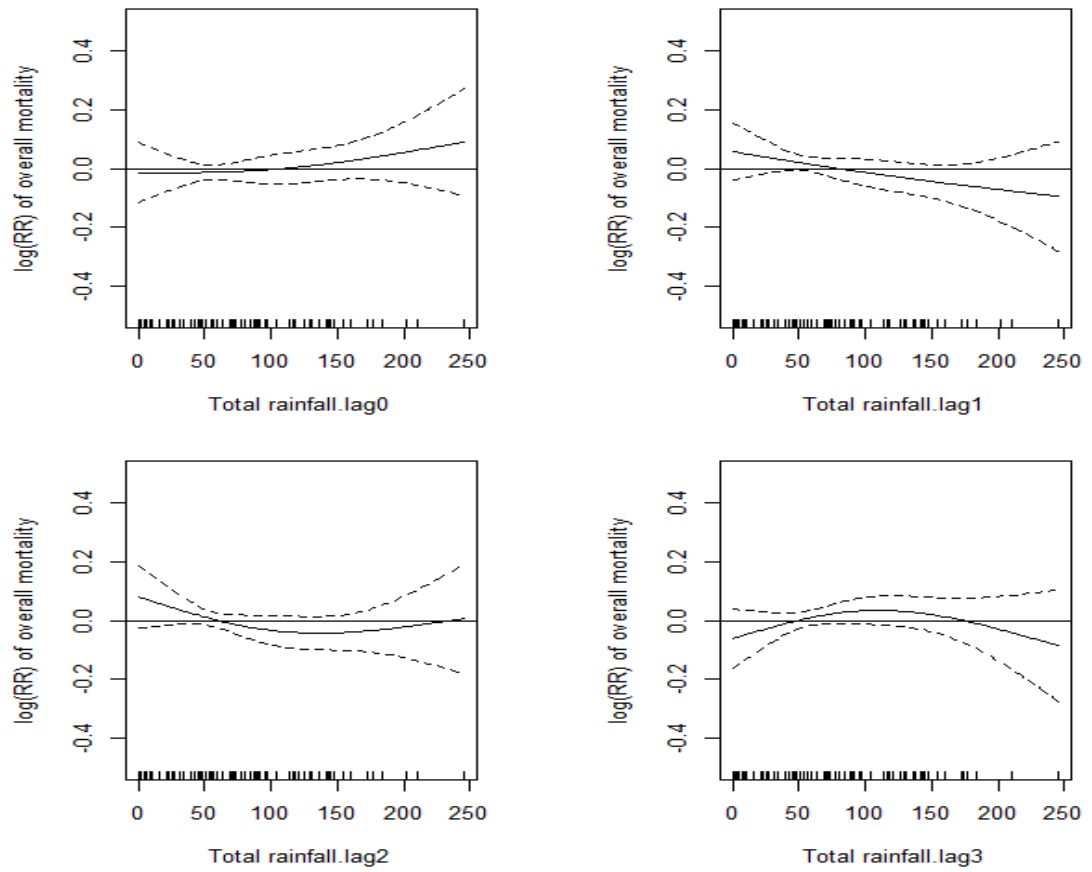 log(RR) of overall mortality
0.4
0.2
0.0
-0.2
-0.4
0 50 100 150 200 250
Total rainfall.lag0
log(RR) of overall mortality
0.4
0.2
0.0
-0.2
-0.4
0 50 100 150 200 250
Total rainfall.lag1
log(RR) of overall mortality
0.4
0.2
0.0
-0.2
-0.4
0 50 100 150 200 250
Total rainfall.lag2
log(RR) of overall mortality
0.4
0.2
0.0
-0.2
-0.4
0 50 100 150 200 250
Total rainfall.lag3